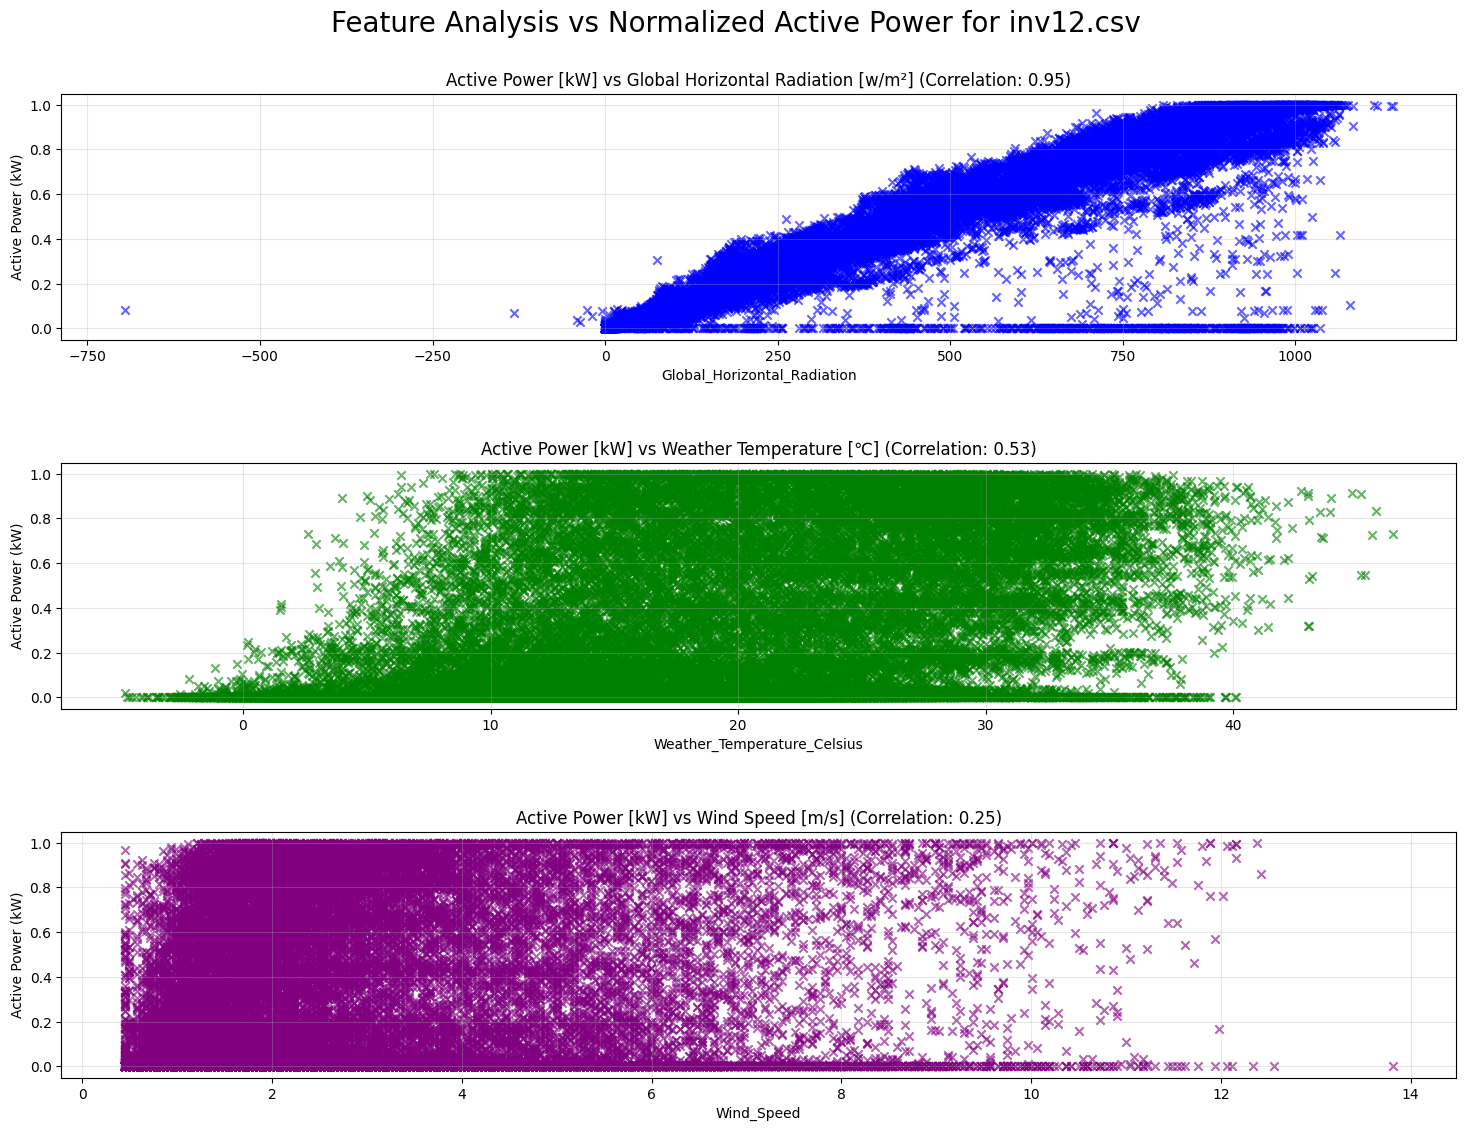 Feature Analysis vs Normalized Active Power for inv12.csv
Active Power [kW] vs Global Horizontal Radiation [w/m²] (Correlation: 0.95)
Active Power (kW)
1.0
0.8
0.6
0.4
0.2
0.0
−750 −500 −250 0 250 500 750 1000
Global_Horizontal_Radiation
Active Power [kW] vs Weather Temperature [℃] (Correlation: 0.53)
Active Power (kW)
1.0
0.8
0.6
0.4
0.2
0.0
0 10 20 30 40
Weather_Temperature_Celsius
Active Power [kW] vs Wind Speed [m/s] (Correlation: 0.25)
Active Power (kW)
1.0
0.8
0.6
0.4
0.2
0.0
0 2 4 6 8 10 12 14
Wind_Speed